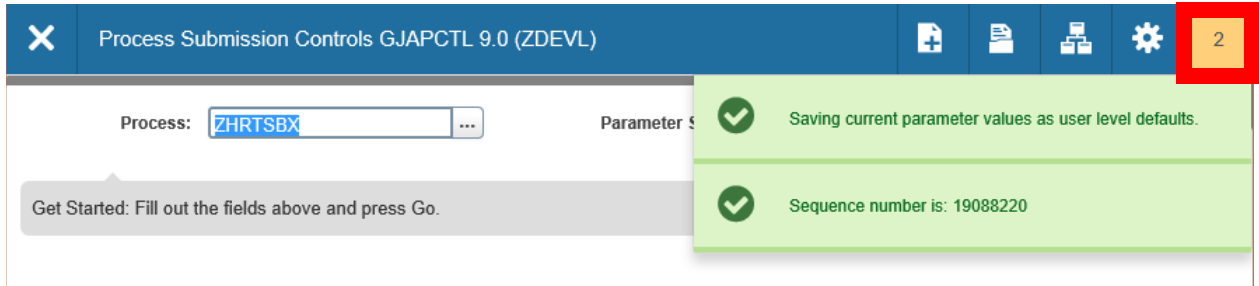 Process Submission Controls GJAPCTL 9.0 (ZDEVL)
2
Process: ZHRTSBX ... Parameter S
Saving current parameter values as user level defaults.
Get Started: Fill out the fields above and press Go.
Sequence number is: 19088220